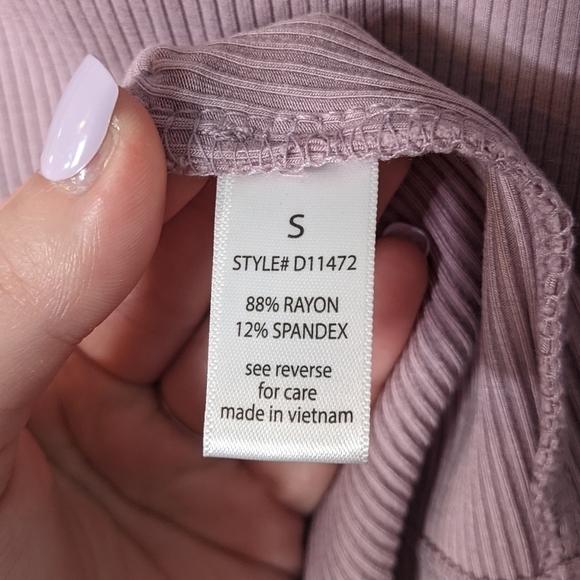 S
STYLE# D11472
88% RAYON
12% SPANDEX
see reverse
for care
made in vietnam